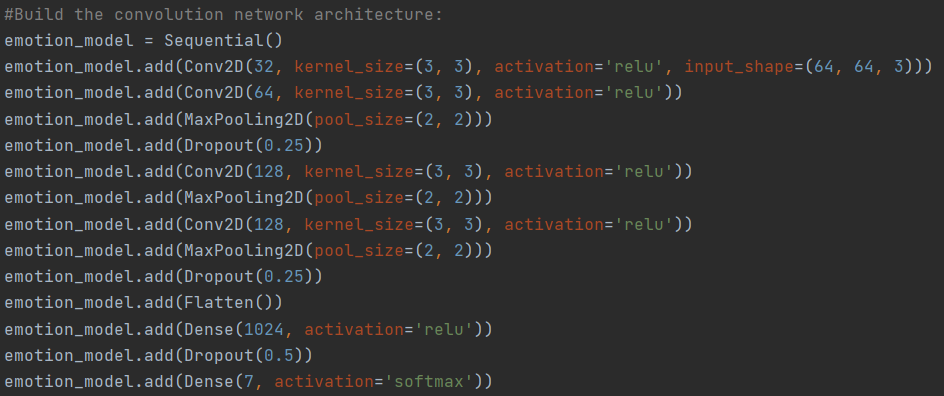 #Build the convolution network architecture:
emotion_model = Sequential()
emotion_model.add(Conv2D(32, kernel_size=(3, 3), activation='relu', input_shape=(64, 64, 3)))
emotion_model.add(Conv2D(64, kernel_size=(3, 3), activation='relu'))
emotion_model.add(MaxPooling2D(pool_size=(2, 2)))
emotion_model.add(Dropout(0.25))
emotion_model.add(Conv2D(128, kernel_size=(3, 3), activation='relu'))
emotion_model.add(MaxPooling2D(pool_size=(2, 2)))
emotion_model.add(Conv2D(128, kernel_size=(3, 3), activation='relu'))
emotion_model.add(MaxPooling2D(pool_size=(2, 2)))
emotion_model.add(Dropout(0.25))
emotion_model.add(Flatten())
emotion_model.add(Dense(1024, activation='relu'))
emotion_model.add(Dropout(0.5))
emotion_model.add(Dense(7, activation='softmax'))